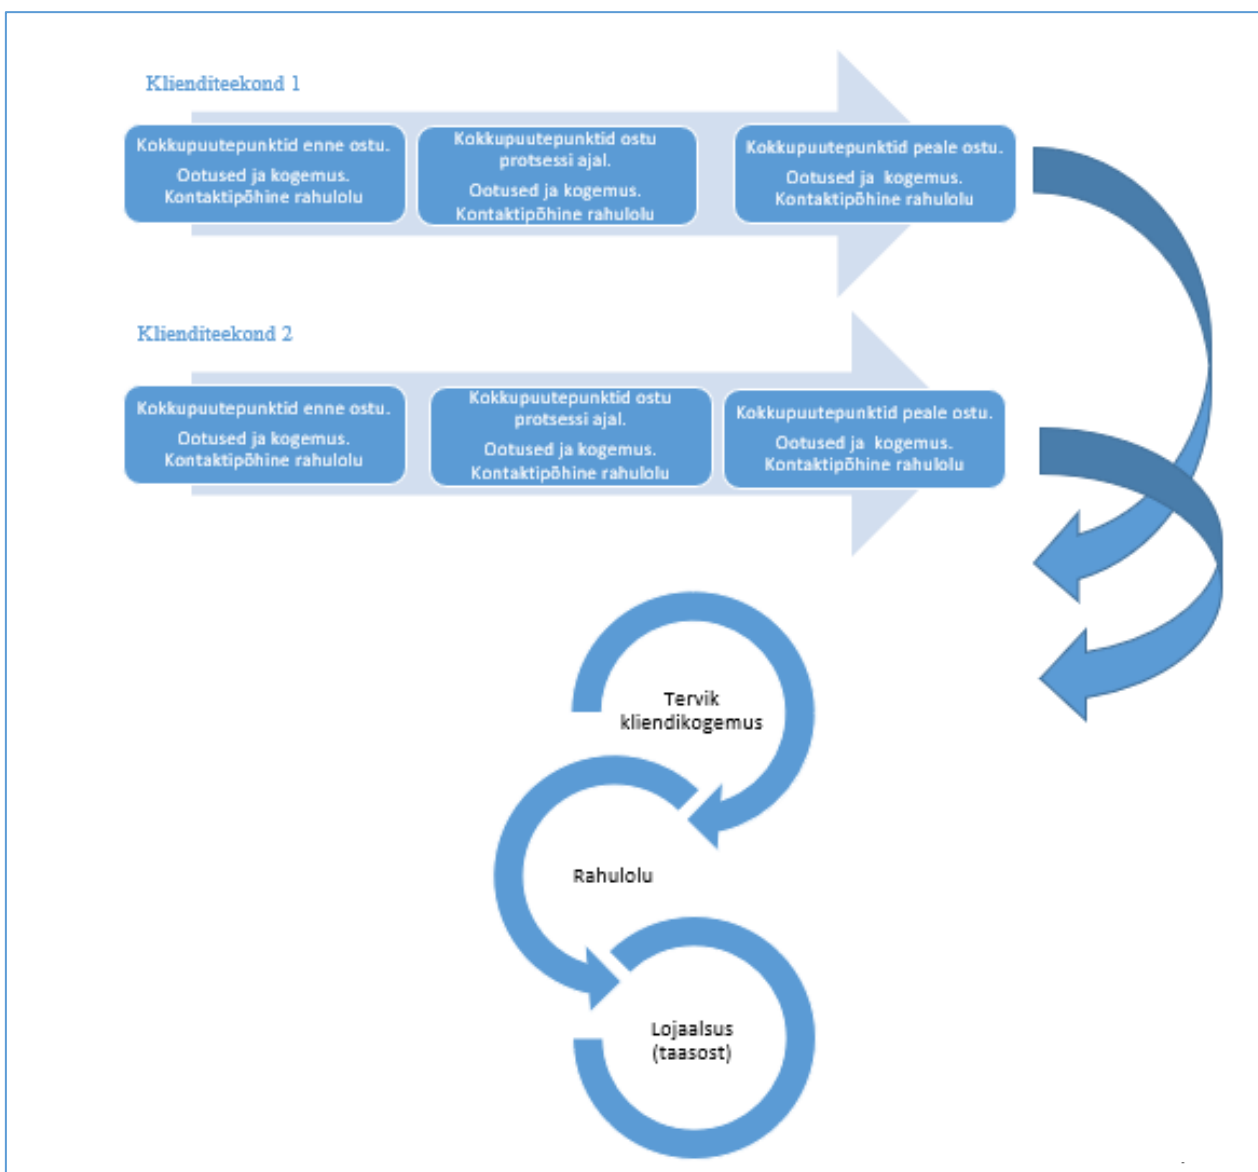 Klienditeekond 1
Kokkupuutepunktid enne ostu.
Ootused ja kogemus.
Kontaktipõhine rahulolu
Kokkupuutepunktid ostu
protsessi ajal.
Ootused ja kogemus.
Kontaktipõhine rahulolu
Kokkupuutepunktid peale ostu.
Ootused ja kogemus.
Kontaktipõhine rahulolu
Klienditeekond 2
Kokkupuutepunktid enne ostu.
Ootused ja kogemus.
Kontaktipõhine rahulolu
Kokkupuutepunktid ostu
protsessi ajal.
Ootused ja kogemus.
Kontaktipõhine rahulolu
Kokkupuutepunktid peale ostu.
Ootused ja kogemus.
Kontaktipõhine rahulolu
Tervik
kliendikogemus
Rahulolu
Lojaalsus
(taasost)